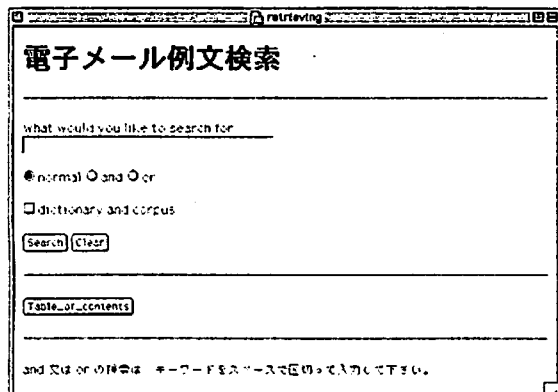 retrieving
電子メール例文検索
what would you like to search for
normal and or
dictionary and corpus
Search Clear
Table_of_contents
and 又は or の検索は キーワードをスペースで区切って入力して下さい。